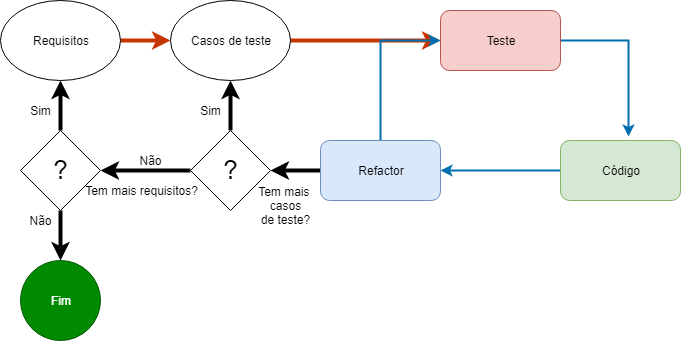 Requisitos
Casos de teste
Teste
Sim
Sim
?
Não
Tem mais requisitos?
?
Tem mais
casos
de teste?
Refactor
Código
Não
Fim